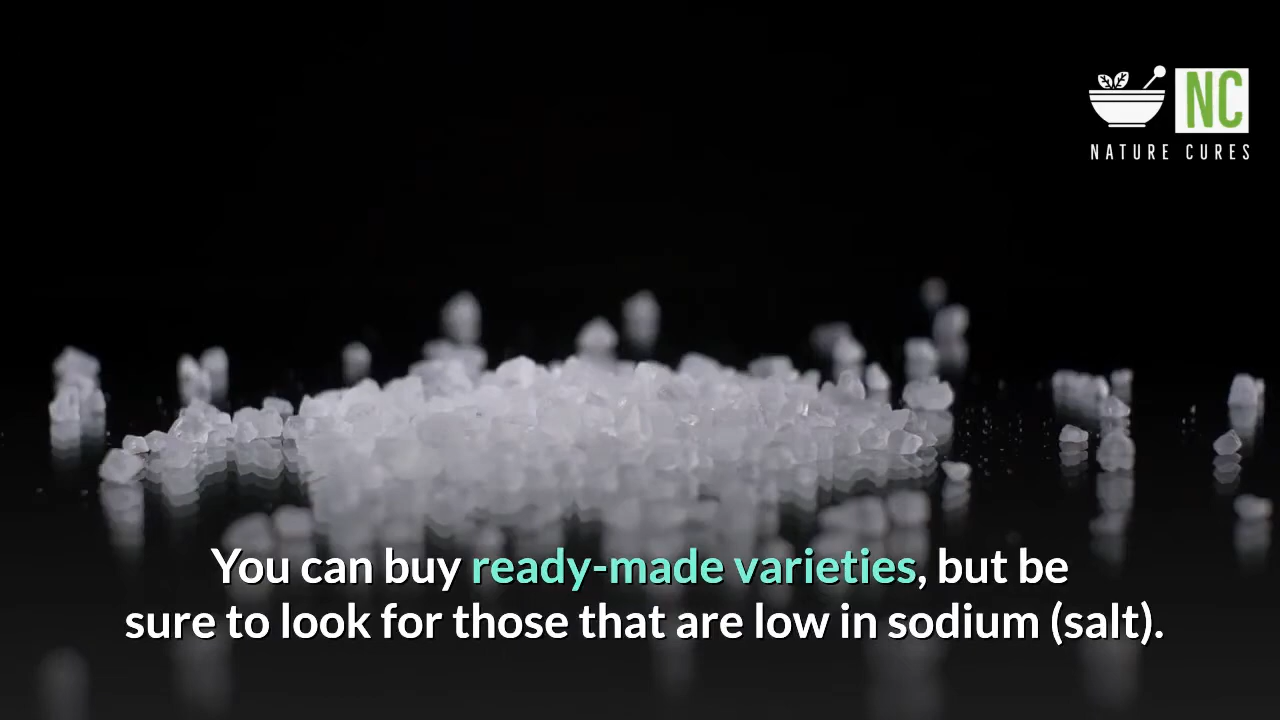 NC
NATURE CURES
You can buy ready-made varieties, but be
sure to look for those that are low in sodium (salt).